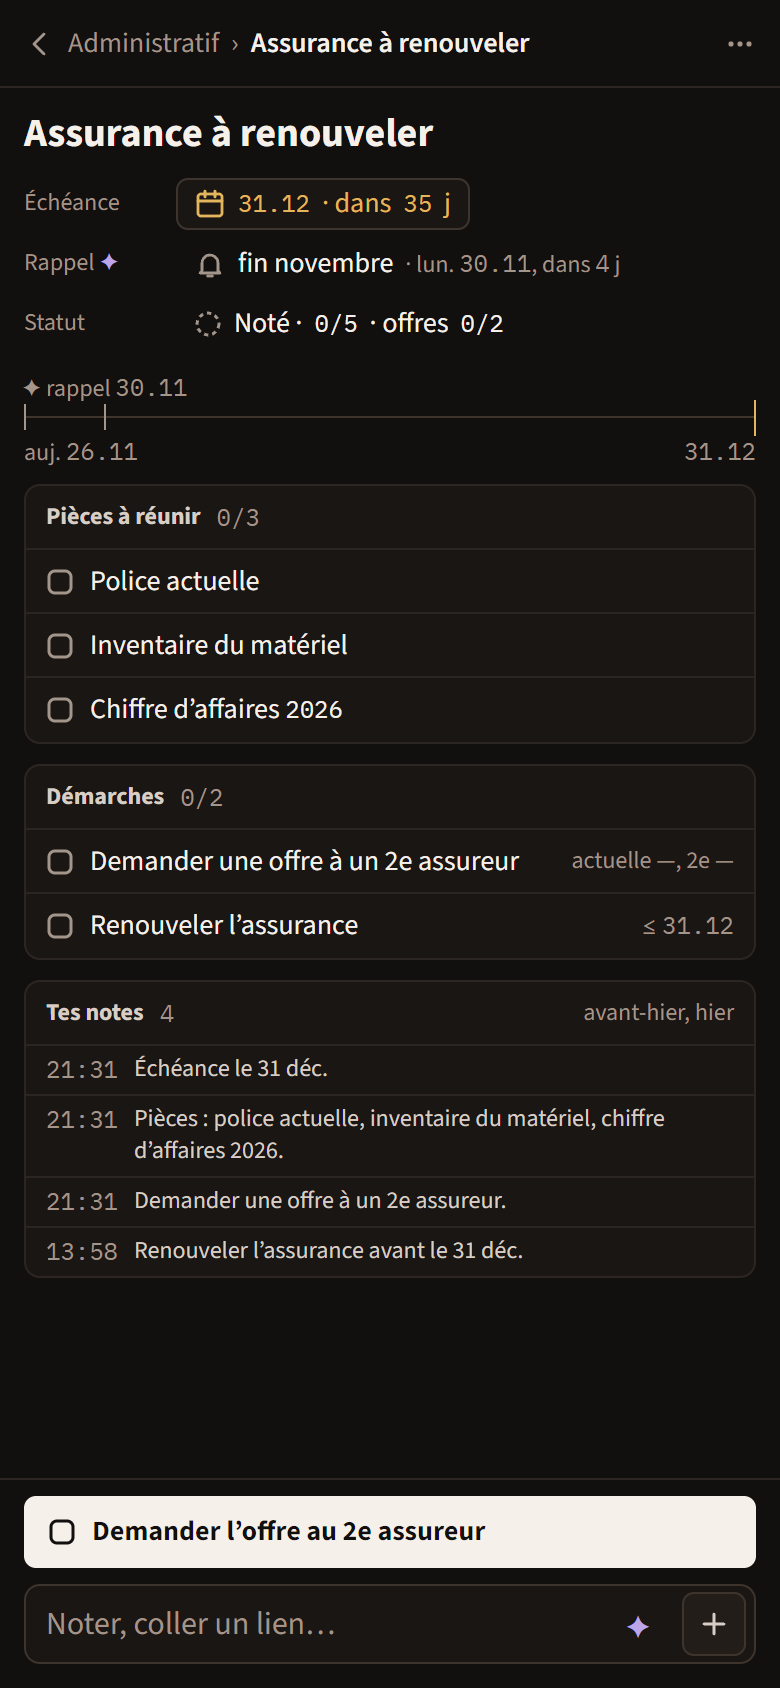 Administratif › Assurance à renouveler
Assurance à renouveler
Échéance 31.12 · dans 35 j
Rappel fin novembre · lun. 30.11, dans 4 j
Statut Noté · 0/5 · offres 0/2
rappel 30.11
auj. 26.11 31.12
Pièces à réunir 0/3
Police actuelle
Inventaire du matériel
Chiffre d’affaires 2026
Démarches 0/2
Demander une offre à un 2e assureur actuelle —, 2e —
Renouveler l’assurance ≤ 31.12
Tes notes 4 avant-hier, hier
21:31 Échéance le 31 déc.
21:31 Pièces : police actuelle, inventaire du matériel, chiffre
d’affaires 2026.
21:31 Demander une offre à un 2e assureur.
13:58 Renouveler l’assurance avant le 31 déc.
Demander l’offre au 2e assureur
Noter, coller un lien…